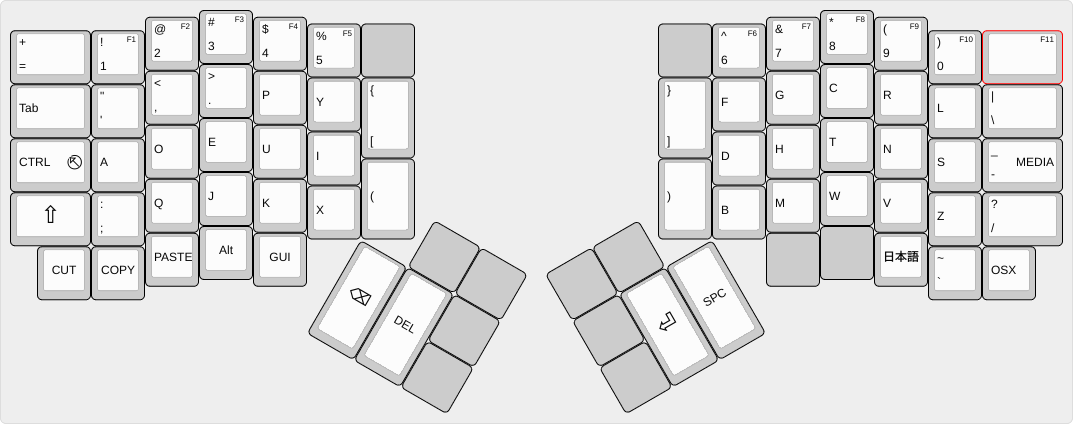 +
=
!
F1
1
@
F2
2
#
F3
3
$
F4
4
%
F5
5
^
F6
6
&
F7
7
*
F8
8
(
F9
9
)
F10
0
F11
Tab
"
'
<
,
>
.
P
Y
{
[
}
]
F
G
C
R
L
|
\
CTRL
A
O
E
U
I
D
H
T
N
S
_
-
MEDIA
⇧
:
;
Q
J
K
X
(
)
B
M
W
V
Z
?
/
CUT
COPY
PASTE
Alt
GUI
日本語
~
`
OSX
DEL
SPC